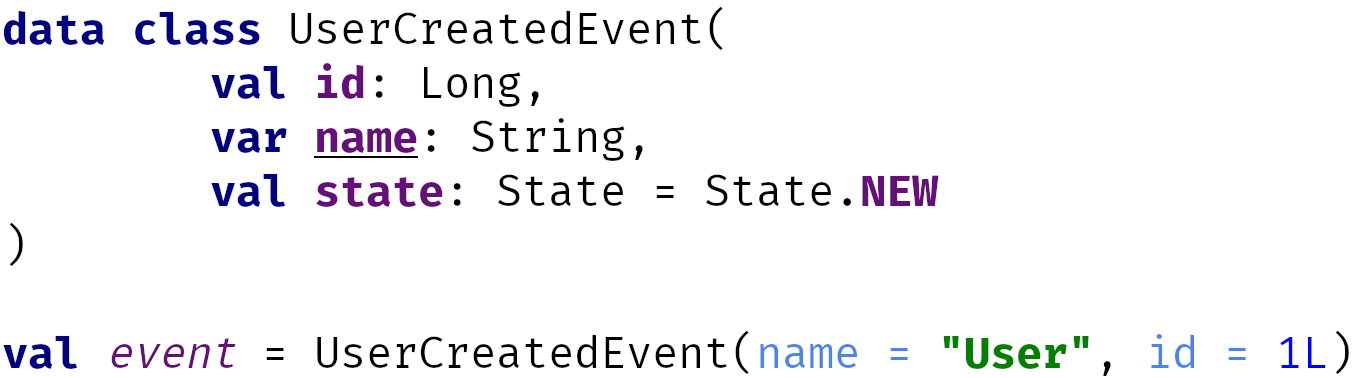 data class UserCreatedEvent(
        val id: Long,
        var name: String,
        val state: State = State.NEW
)
val event = UserCreatedEvent(name = "User", id = 1L)